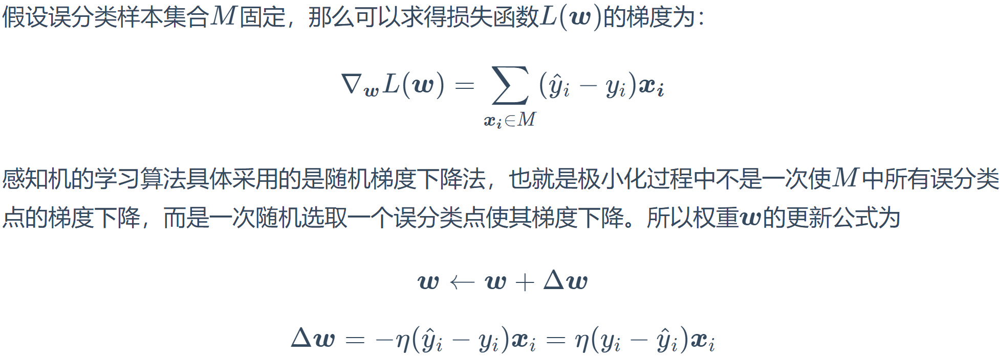 假设误分类样本集合$M$固定，那么可以求得损失函数$L(\boldsymbol{w})$的梯度为：
$$\nabla_{\boldsymbol{w}} L(\boldsymbol{w}) = \sum_{\boldsymbol{x_i} \in M} (\hat{y}_i - y_i) \boldsymbol{x_i}$$
感知机的学习算法具体采用的是随机梯度下降法，也就是极小化过程中不是一次使$M$中所有误分类
点的梯度下降，而是一次随机选取一个误分类点使其梯度下降。所以权重$\boldsymbol{w}$的更新公式为
$$\boldsymbol{w} \leftarrow \boldsymbol{w} + \Delta \boldsymbol{w}$$
$$\Delta \boldsymbol{w} = -\eta (\hat{y}_i - y_i) \boldsymbol{x}_i = \eta (y_i - \hat{y}_i) \boldsymbol{x}_i$$